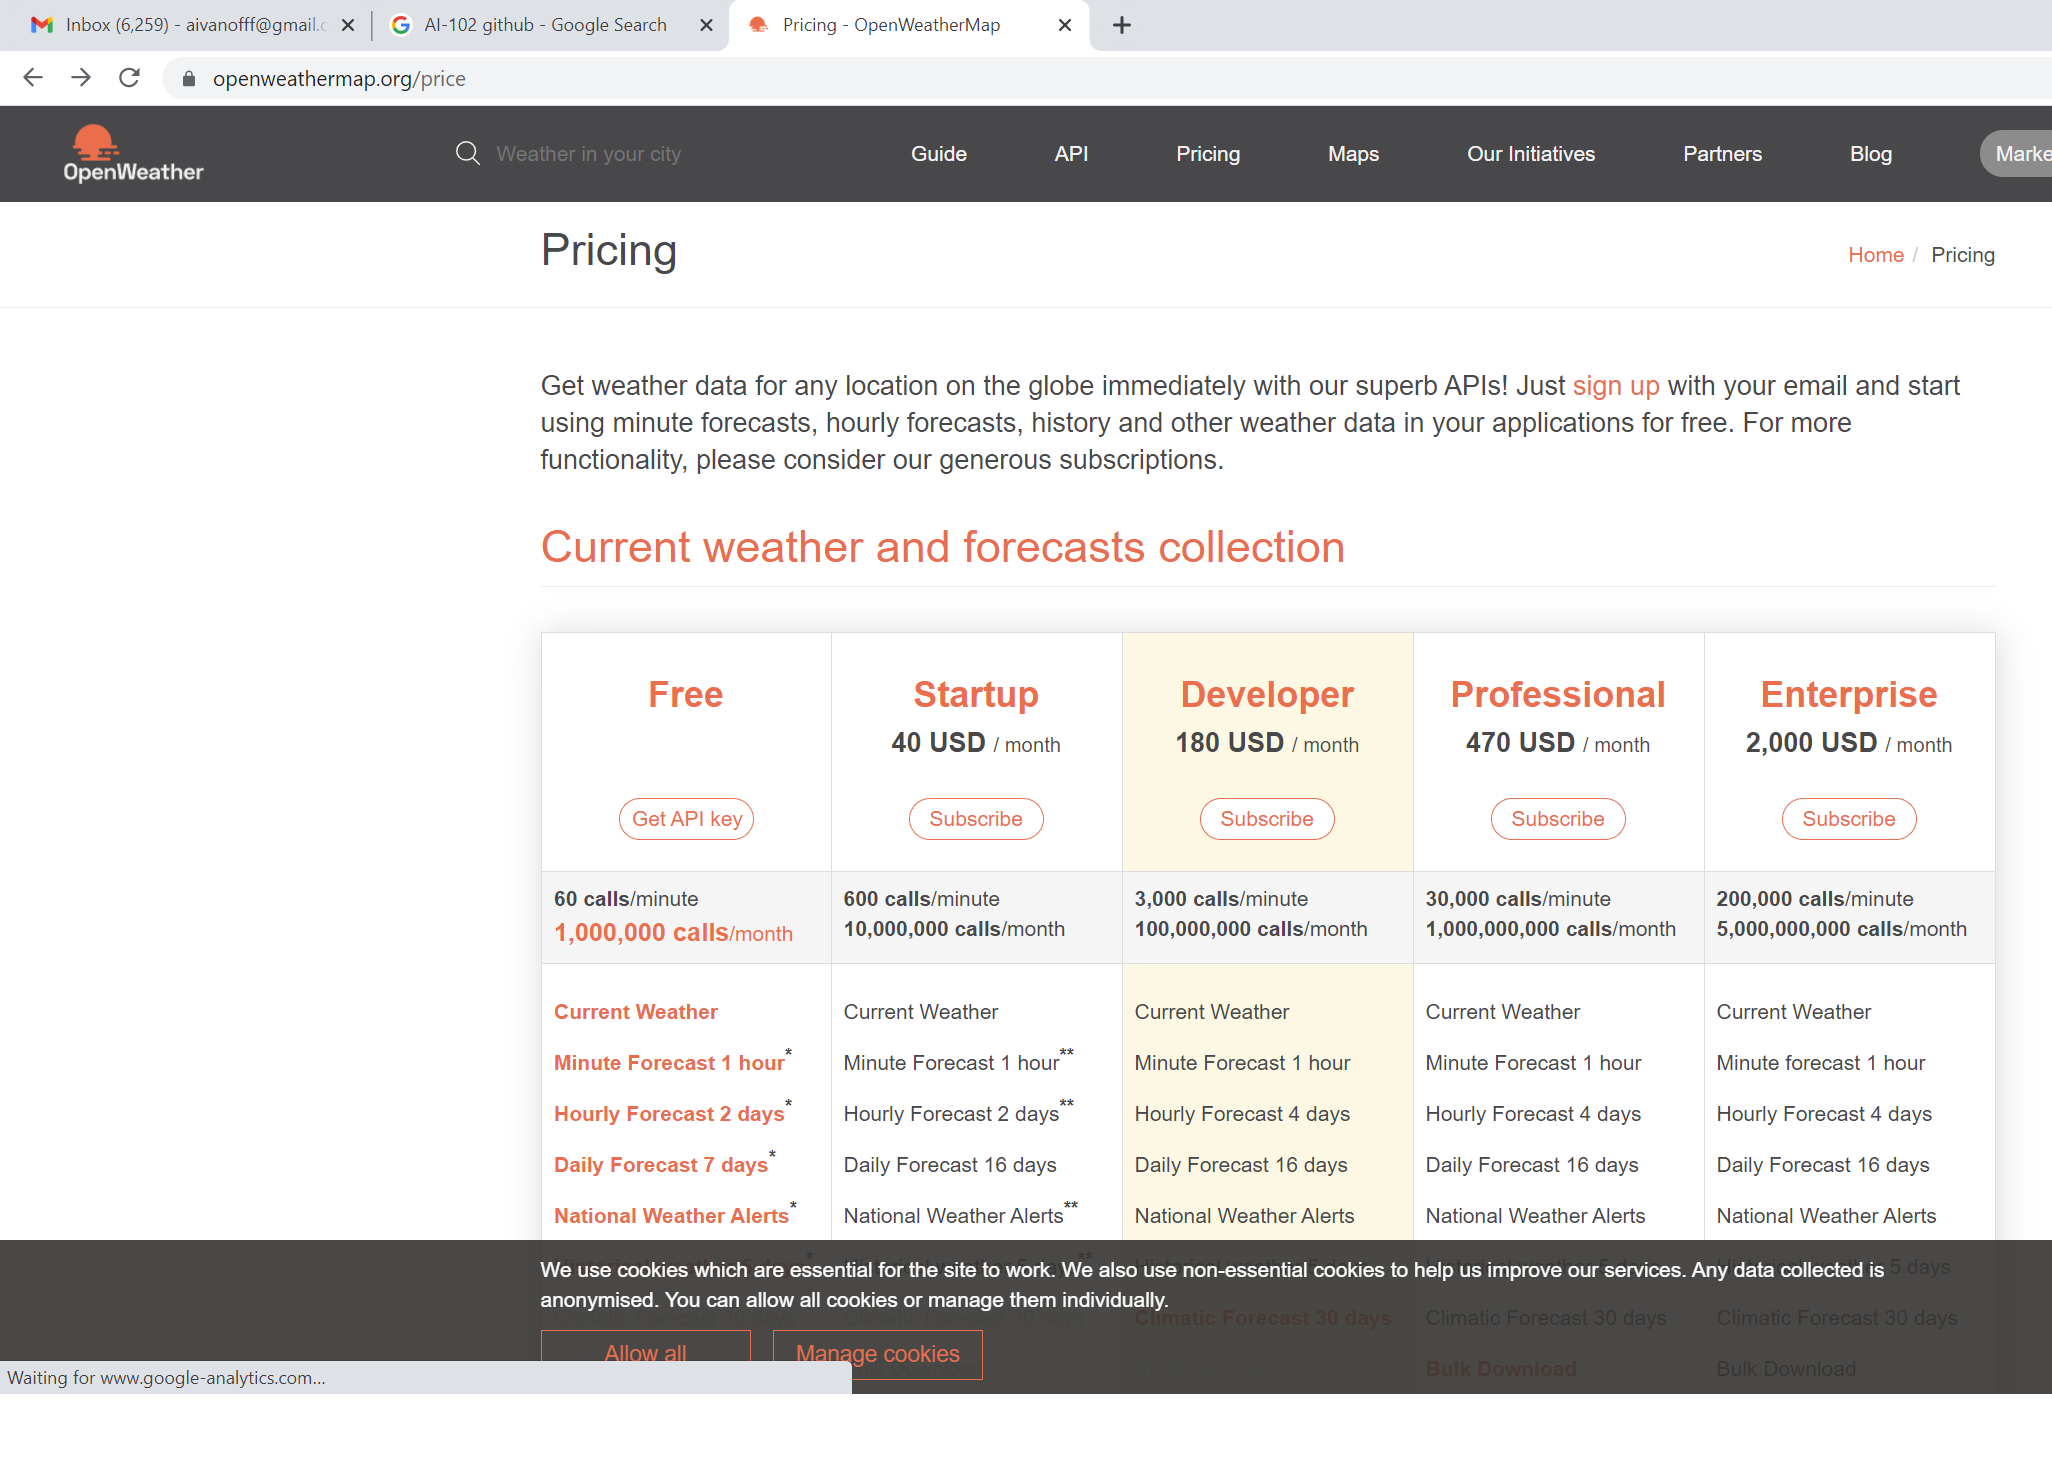 Inbox (6,259) - aivanofff@gmail.c
AI-102 github - Google Search
Pricing - OpenWeatherMap
openweathermap.org/price
OpenWeather
Weather in your city
Guide
API
Pricing
Maps
Our Initiatives
Partners
Blog
Marke
Pricing
Home / Pricing
Get weather data for any location on the globe immediately with our superb APIs! Just sign up with your email and start
using minute forecasts, hourly forecasts, history and other weather data in your applications for free. For more
functionality, please consider our generous subscriptions.
Current weather and forecasts collection
Free
Get API key
60 calls/minute
1,000,000 calls/month
Current Weather
Minute Forecast 1 hour*
Hourly Forecast 2 days*
Daily Forecast 7 days*
National Weather Alerts*
Startup
40 USD / month
Subscribe
600 calls/minute
10,000,000 calls/month
Current Weather
Minute Forecast 1 hour**
Hourly Forecast 2 days**
Daily Forecast 16 days
National Weather Alerts**
Developer
180 USD / month
Subscribe
3,000 calls/minute
100,000,000 calls/month
Current Weather
Minute Forecast 1 hour
Hourly Forecast 4 days
Daily Forecast 16 days
National Weather Alerts
Climatic Forecast 30 days
Professional
470 USD / month
Subscribe
30,000 calls/minute
1,000,000,000 calls/month
Current Weather
Minute Forecast 1 hour
Hourly Forecast 4 days
Daily Forecast 16 days
National Weather Alerts
Climatic Forecast 30 days
Bulk Download
Enterprise
2,000 USD / month
Subscribe
200,000 calls/minute
5,000,000,000 calls/month
Current Weather
Minute forecast 1 hour
Hourly Forecast 4 days
Daily Forecast 16 days
National Weather Alerts
5 days
Climatic Forecast 30 days
Bulk Download
We use cookies which are essential for the site to work. We also use non-essential cookies to help us improve our services. Any data collected is
anonymised. You can allow all cookies or manage them individually.
Allow all
Manage cookies
Waiting for www.google-analytics.com...